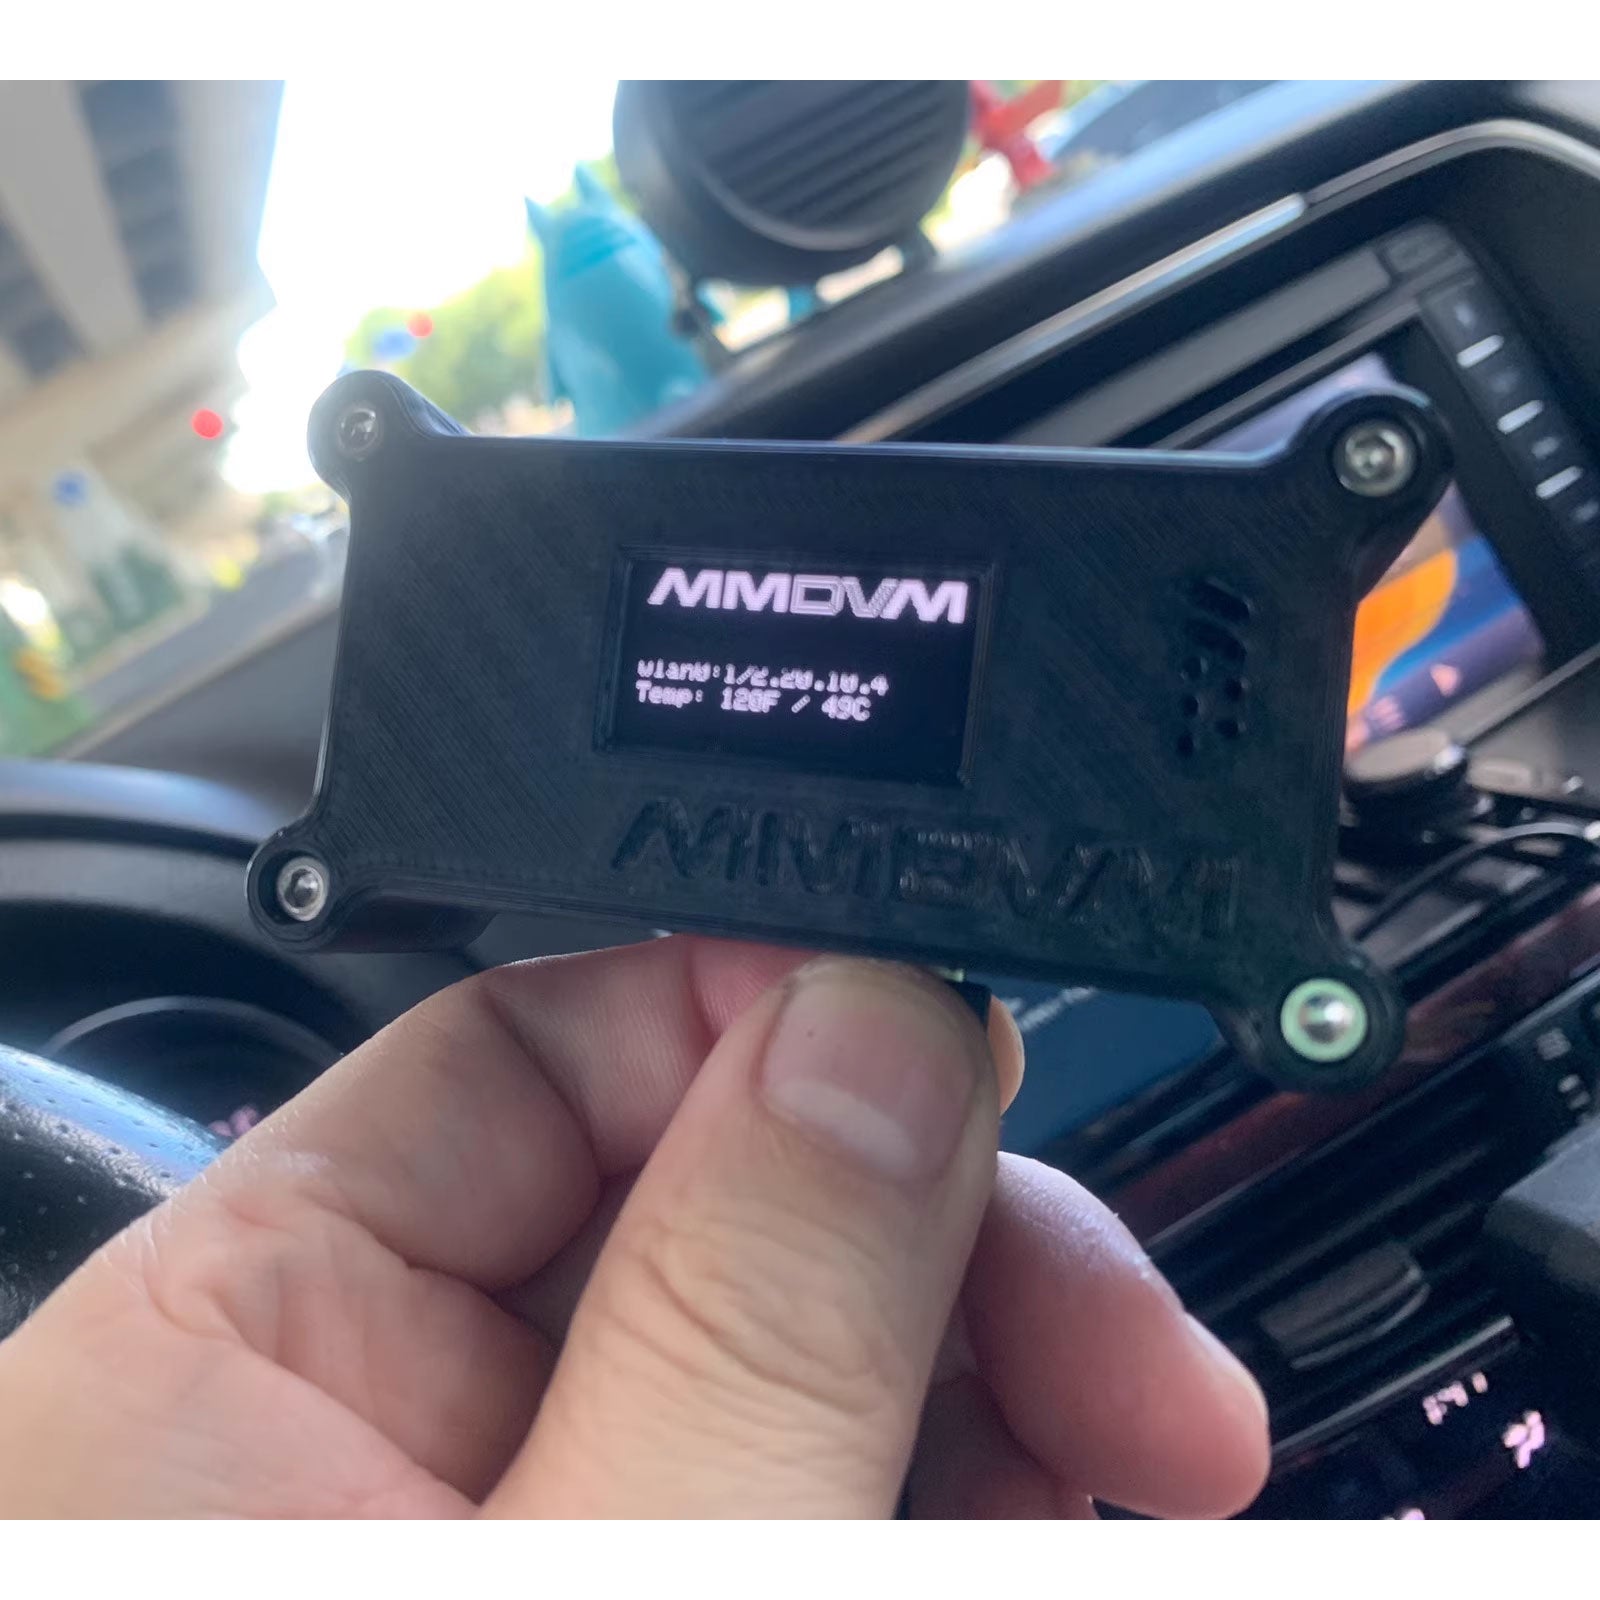 MMDVM
wlan0:172.20.10.4
Temp: 120F / 49C
MMDVM